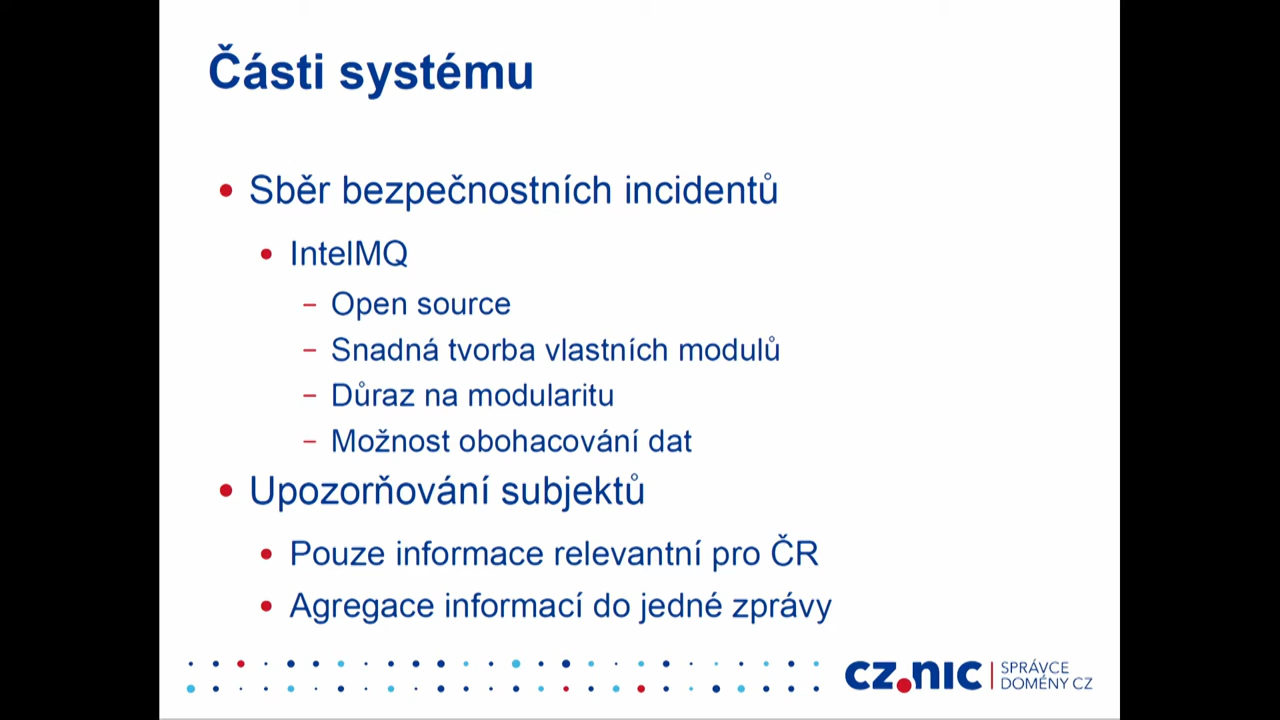 Části systému
Sběr bezpečnostních incidentů
IntelMQ
Open source
Snadná tvorba vlastních modulů
Důraz na modularitu
Možnost obohacování dat
Upozorňování subjektů
Pouze informace relevantní pro ČR
Agregace informací do jedné zprávy
CZ.NIC
SPRÁVCE
DOMÉNY CZ